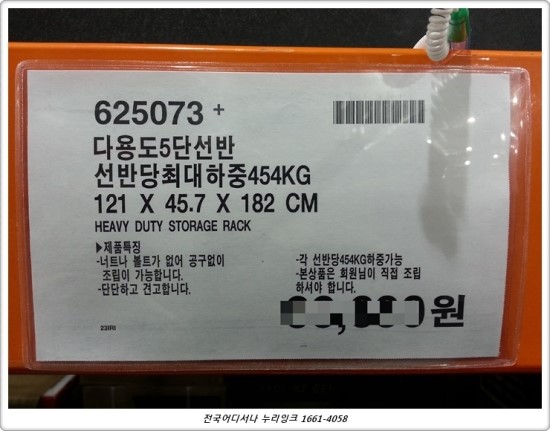 625073 +
다용도5단선반
선반당최대하중454KG
121 X 45.7 X 182 CM
HEAVY DUTY STORAGE RACK
▶제품특징
-너트나 볼트가 없어 공구없이
조립이 가능합니다.
-단단하고 견고합니다.
-각 선반당454KG하중가능
-본상품은 회원님이 직접 조립
하셔야 합니다.
원
전국어디서나 누리잉크 1661-4058